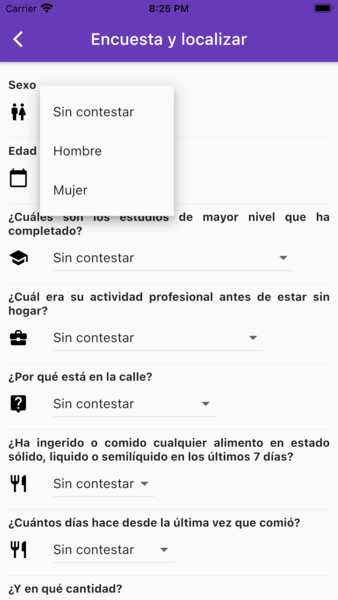 Carrier 8:25 PM
Encuesta y localizar
Sexo
Sin contestar
Hombre
Mujer
Edad
¿Cuáles son los estudios de mayor nivel que ha
completado?
Sin contestar
¿Cuál era su actividad profesional antes de estar sin
hogar?
Sin contestar
¿Por qué está en la calle?
Sin contestar
¿Ha ingerido o comido cualquier alimento en estado
sólido, liquido o semilíquido en los últimos 7 días?
Sin contestar
¿Cuántos días hace desde la última vez que comió?
Sin contestar
¿Y en qué cantidad?